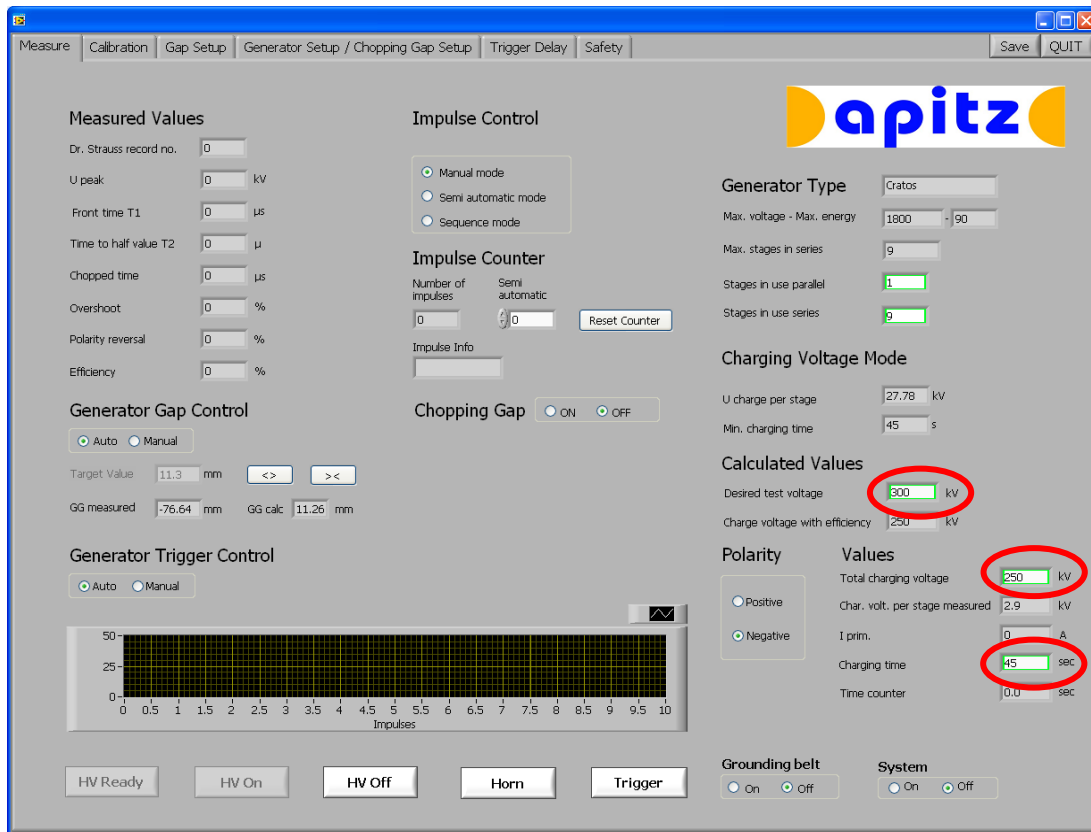 Measure Calibration Gap Setup Generator Setup / Chopping Gap Setup Trigger Delay Safety Save QUIT
apitz
Measured Values
Dr. Strauss record no. 0
U peak 0 kV
Front time T1 0 µs
Time to half value T2 0 µ
Chopped time 0 µs
Overshoot 0 %
Polarity reversal 0 %
Efficiency 0 %
Generator Gap Control
Auto Manual
Target Value 11.3 mm <> ><
GG measured -76.64 mm GG calc 11.26 mm
Generator Trigger Control
Auto Manual
50
25
0
0 0.5 1 1.5 2 2.5 3 3.5 4 4.5 5 5.5 6 6.5 7 7.5 8 8.5 9 9.5 10
Impulses
Impulse Control
Manual mode
Semi automatic mode
Sequence mode
Impulse Counter
Number of impulses
Semi automatic
0 0 Reset Counter
Impulse Info
Chopping Gap ON OFF
Generator Type Cratos
Max. voltage - Max. energy 1800 - 90
Max. stages in series 9
Stages in use parallel 1
Stages in use series 9
Charging Voltage Mode
U charge per stage 27.78 kV
Min. charging time 45 s
Calculated Values
Desired test voltage 300 kV
Charge voltage with efficiency 250 kV
Polarity
Positive
Negative
Values
Total charging voltage 250 kV
Char. volt. per stage measured 2.9 kV
I prim. 0 A
Charging time 45 sec
Time counter 0.0 sec
HV Ready HV On HV Off Horn Trigger
Grounding belt
On Off
System
On Off